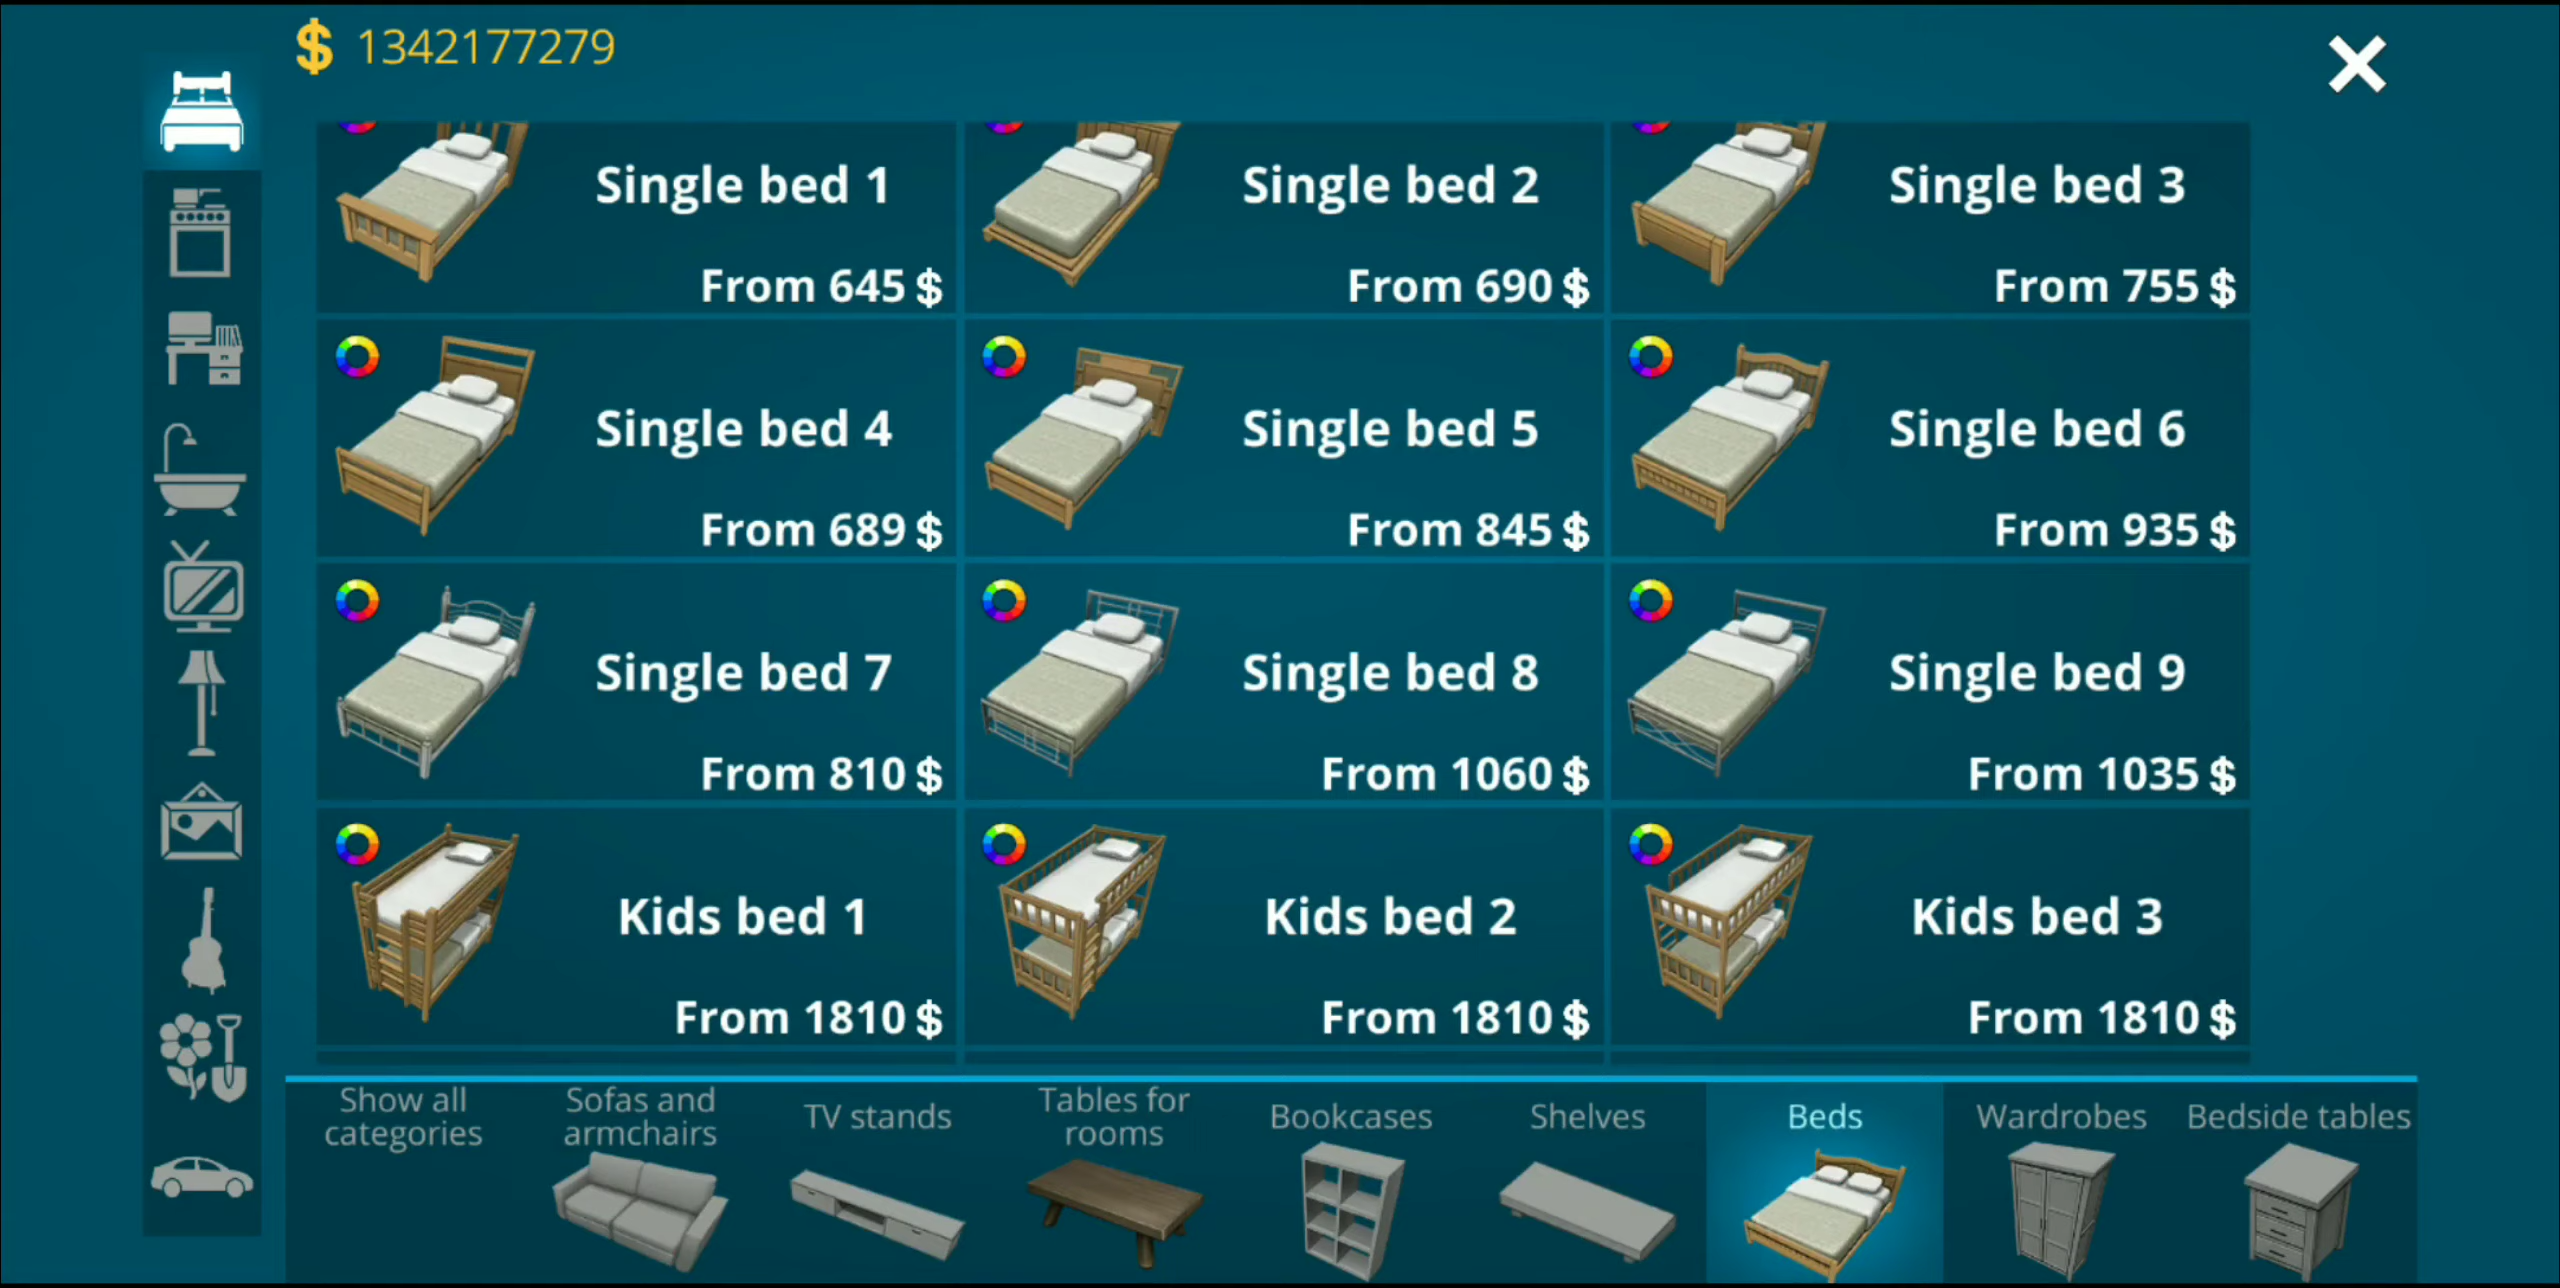 $ 1342177279
Single bed 1
From 645 $
Single bed 2
From 690 $
Single bed 3
From 755 $
Single bed 4
From 689 $
Single bed 5
From 845 $
Single bed 6
From 935 $
Single bed 7
From 810 $
Single bed 8
From 1060 $
Single bed 9
From 1035 $
Kids bed 1
From 1810 $
Kids bed 2
From 1810 $
Kids bed 3
From 1810 $
Show all
categories
Sofas and
armchairs
TV stands
Tables for
rooms
Bookcases
Shelves
Beds
Wardrobes
Bedside tables